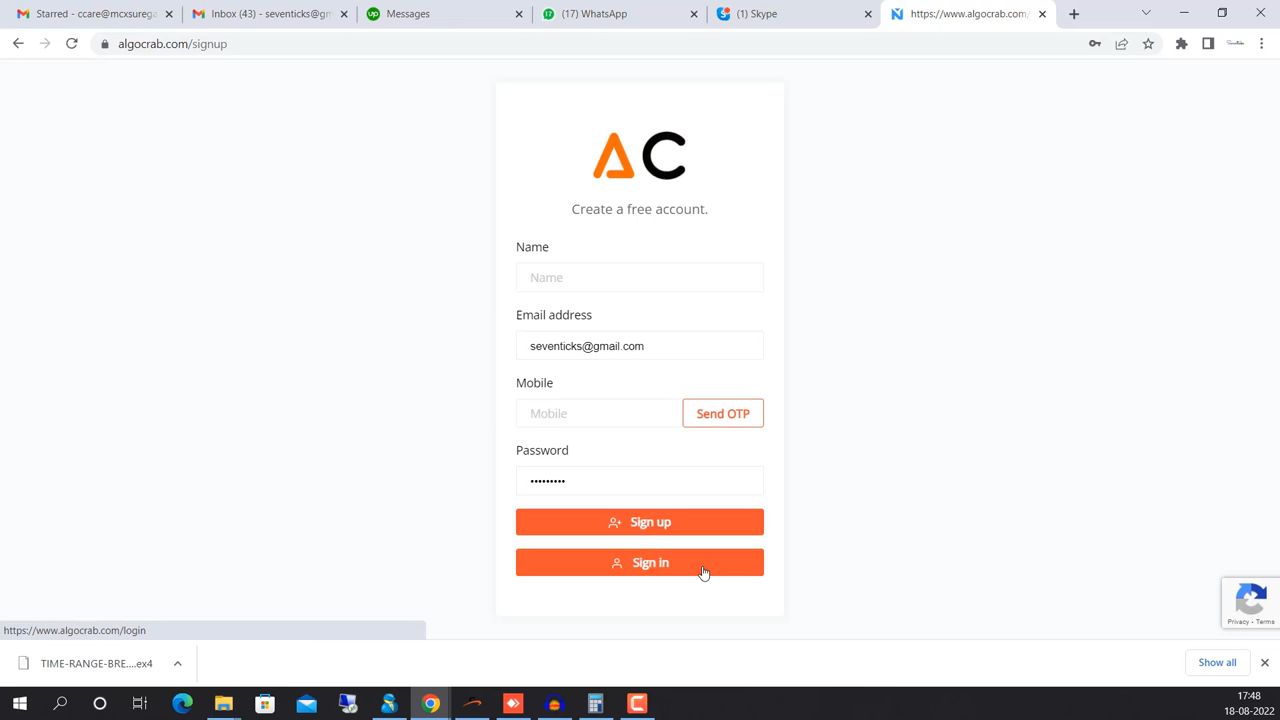 Starred - ccare@mcxsurega
Inbox (43) - seventicks@gm
Messages
(17) WhatsApp
(1) Skype
https://www.algocrab.com/
algocrab.com/signup
AC
Create a free account.
Name
Name
Email address
seventicks@gmail.com
Mobile
Mobile
Send OTP
Password
•••••••••
Sign up
Sign in
Privacy - Terms
https://www.algocrab.com/login
TIME-RANGE-BRE....ex4
Show all
17:48
18-08-2022